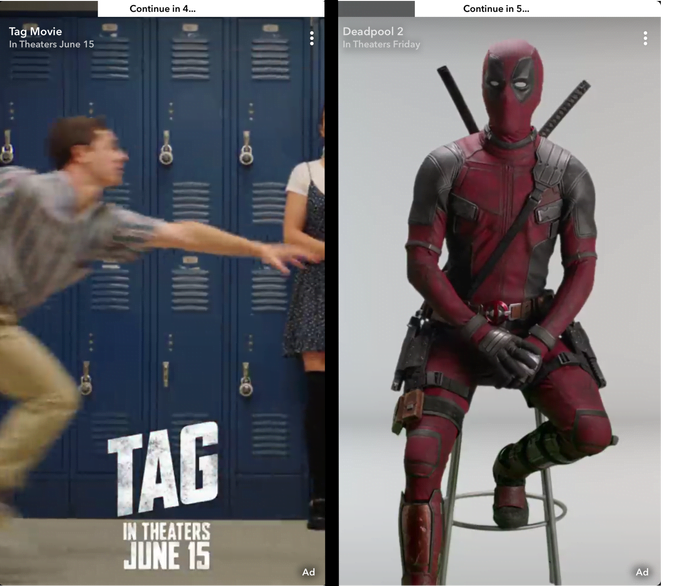 Continue in 4...
Tag Movie
In Theaters June 15
TAG
IN THEATERS
JUNE 15
Ad
Continue in 5...
Deadpool 2
In Theaters Friday
Ad